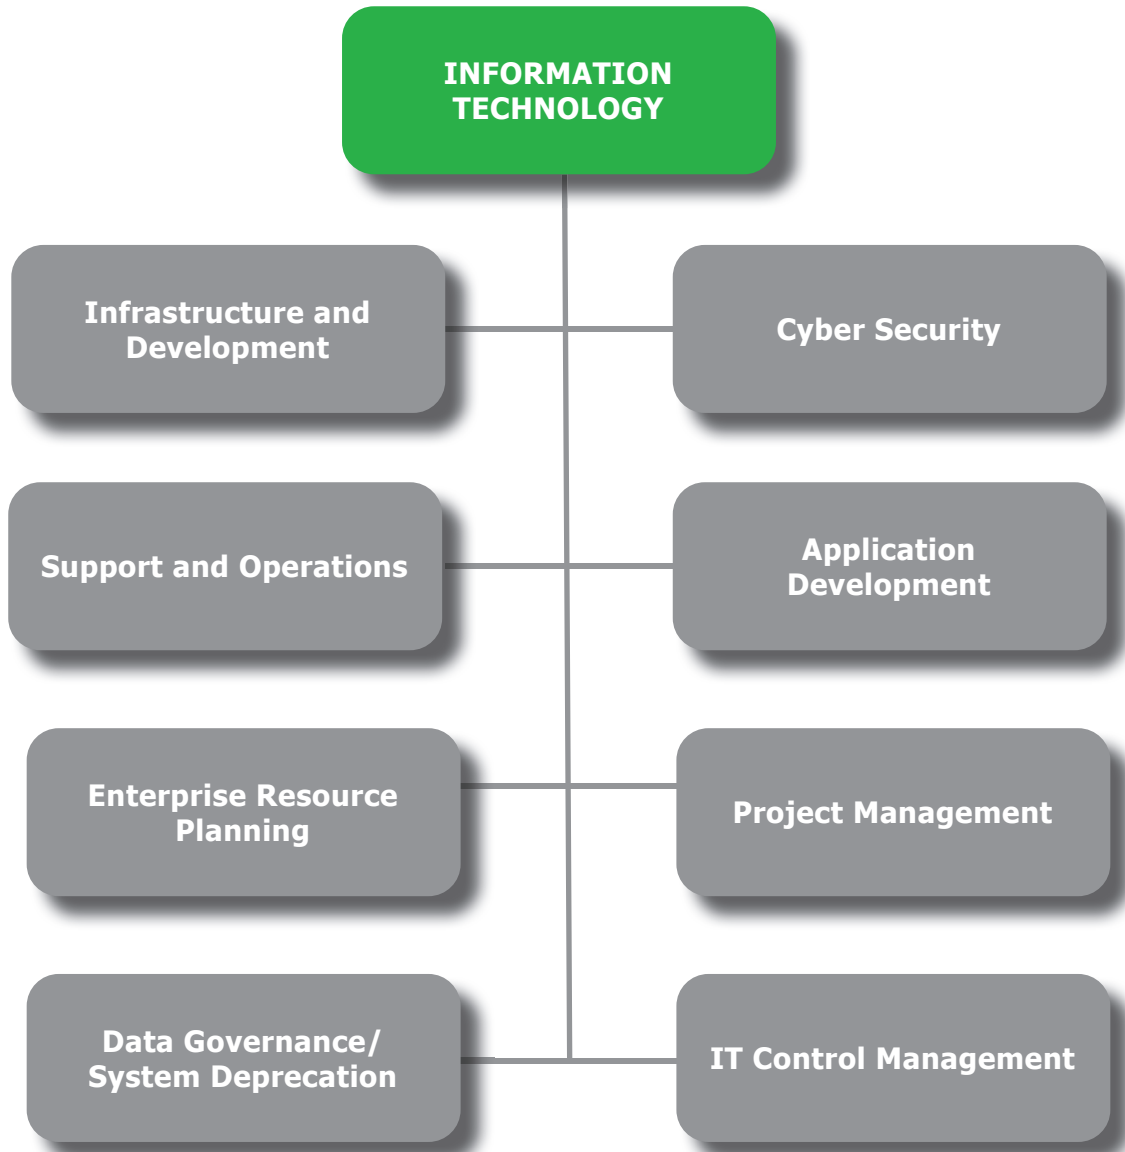 INFORMATION
TECHNOLOGY
Infrastructure and
Development
Cyber Security
Support and Operations
Application
Development
Enterprise Resource
Planning
Project Management
Data Governance/
System Deprecation
IT Control Management